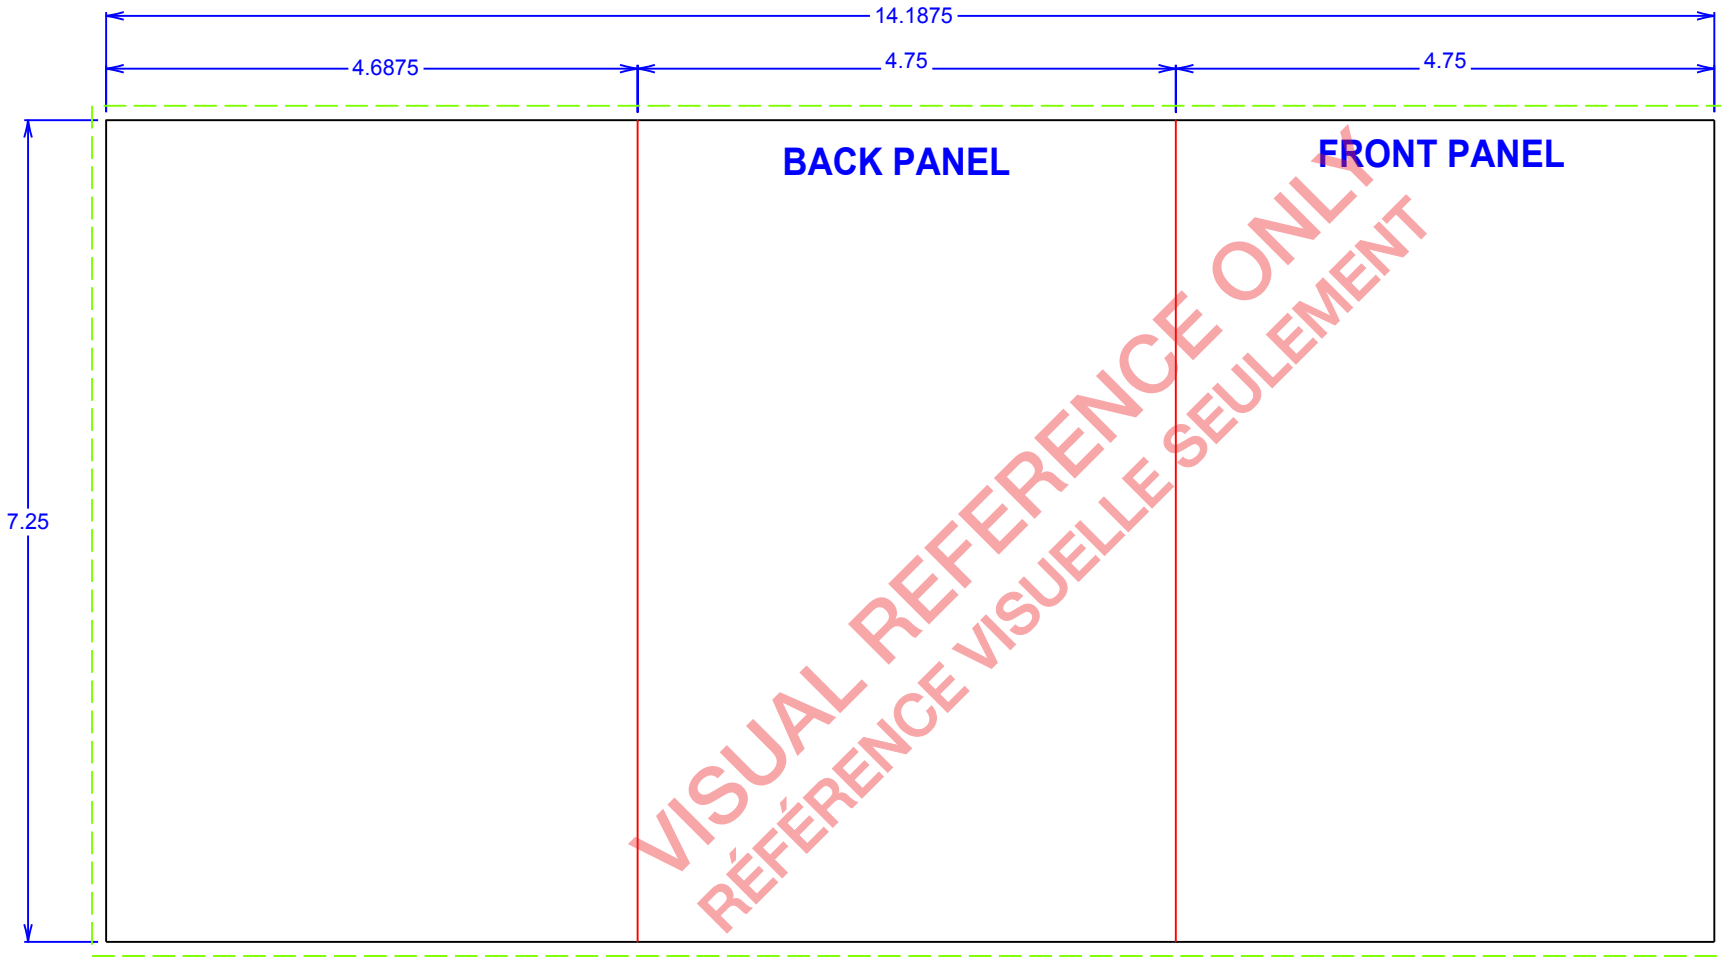 14.1875
4.6875
4.75
4.75
BACK PANEL
FRONT PANEL
7.25
VISUAL REFERENCE ONLY
RÉFÉRENCE VISUELLE SEULEMENT